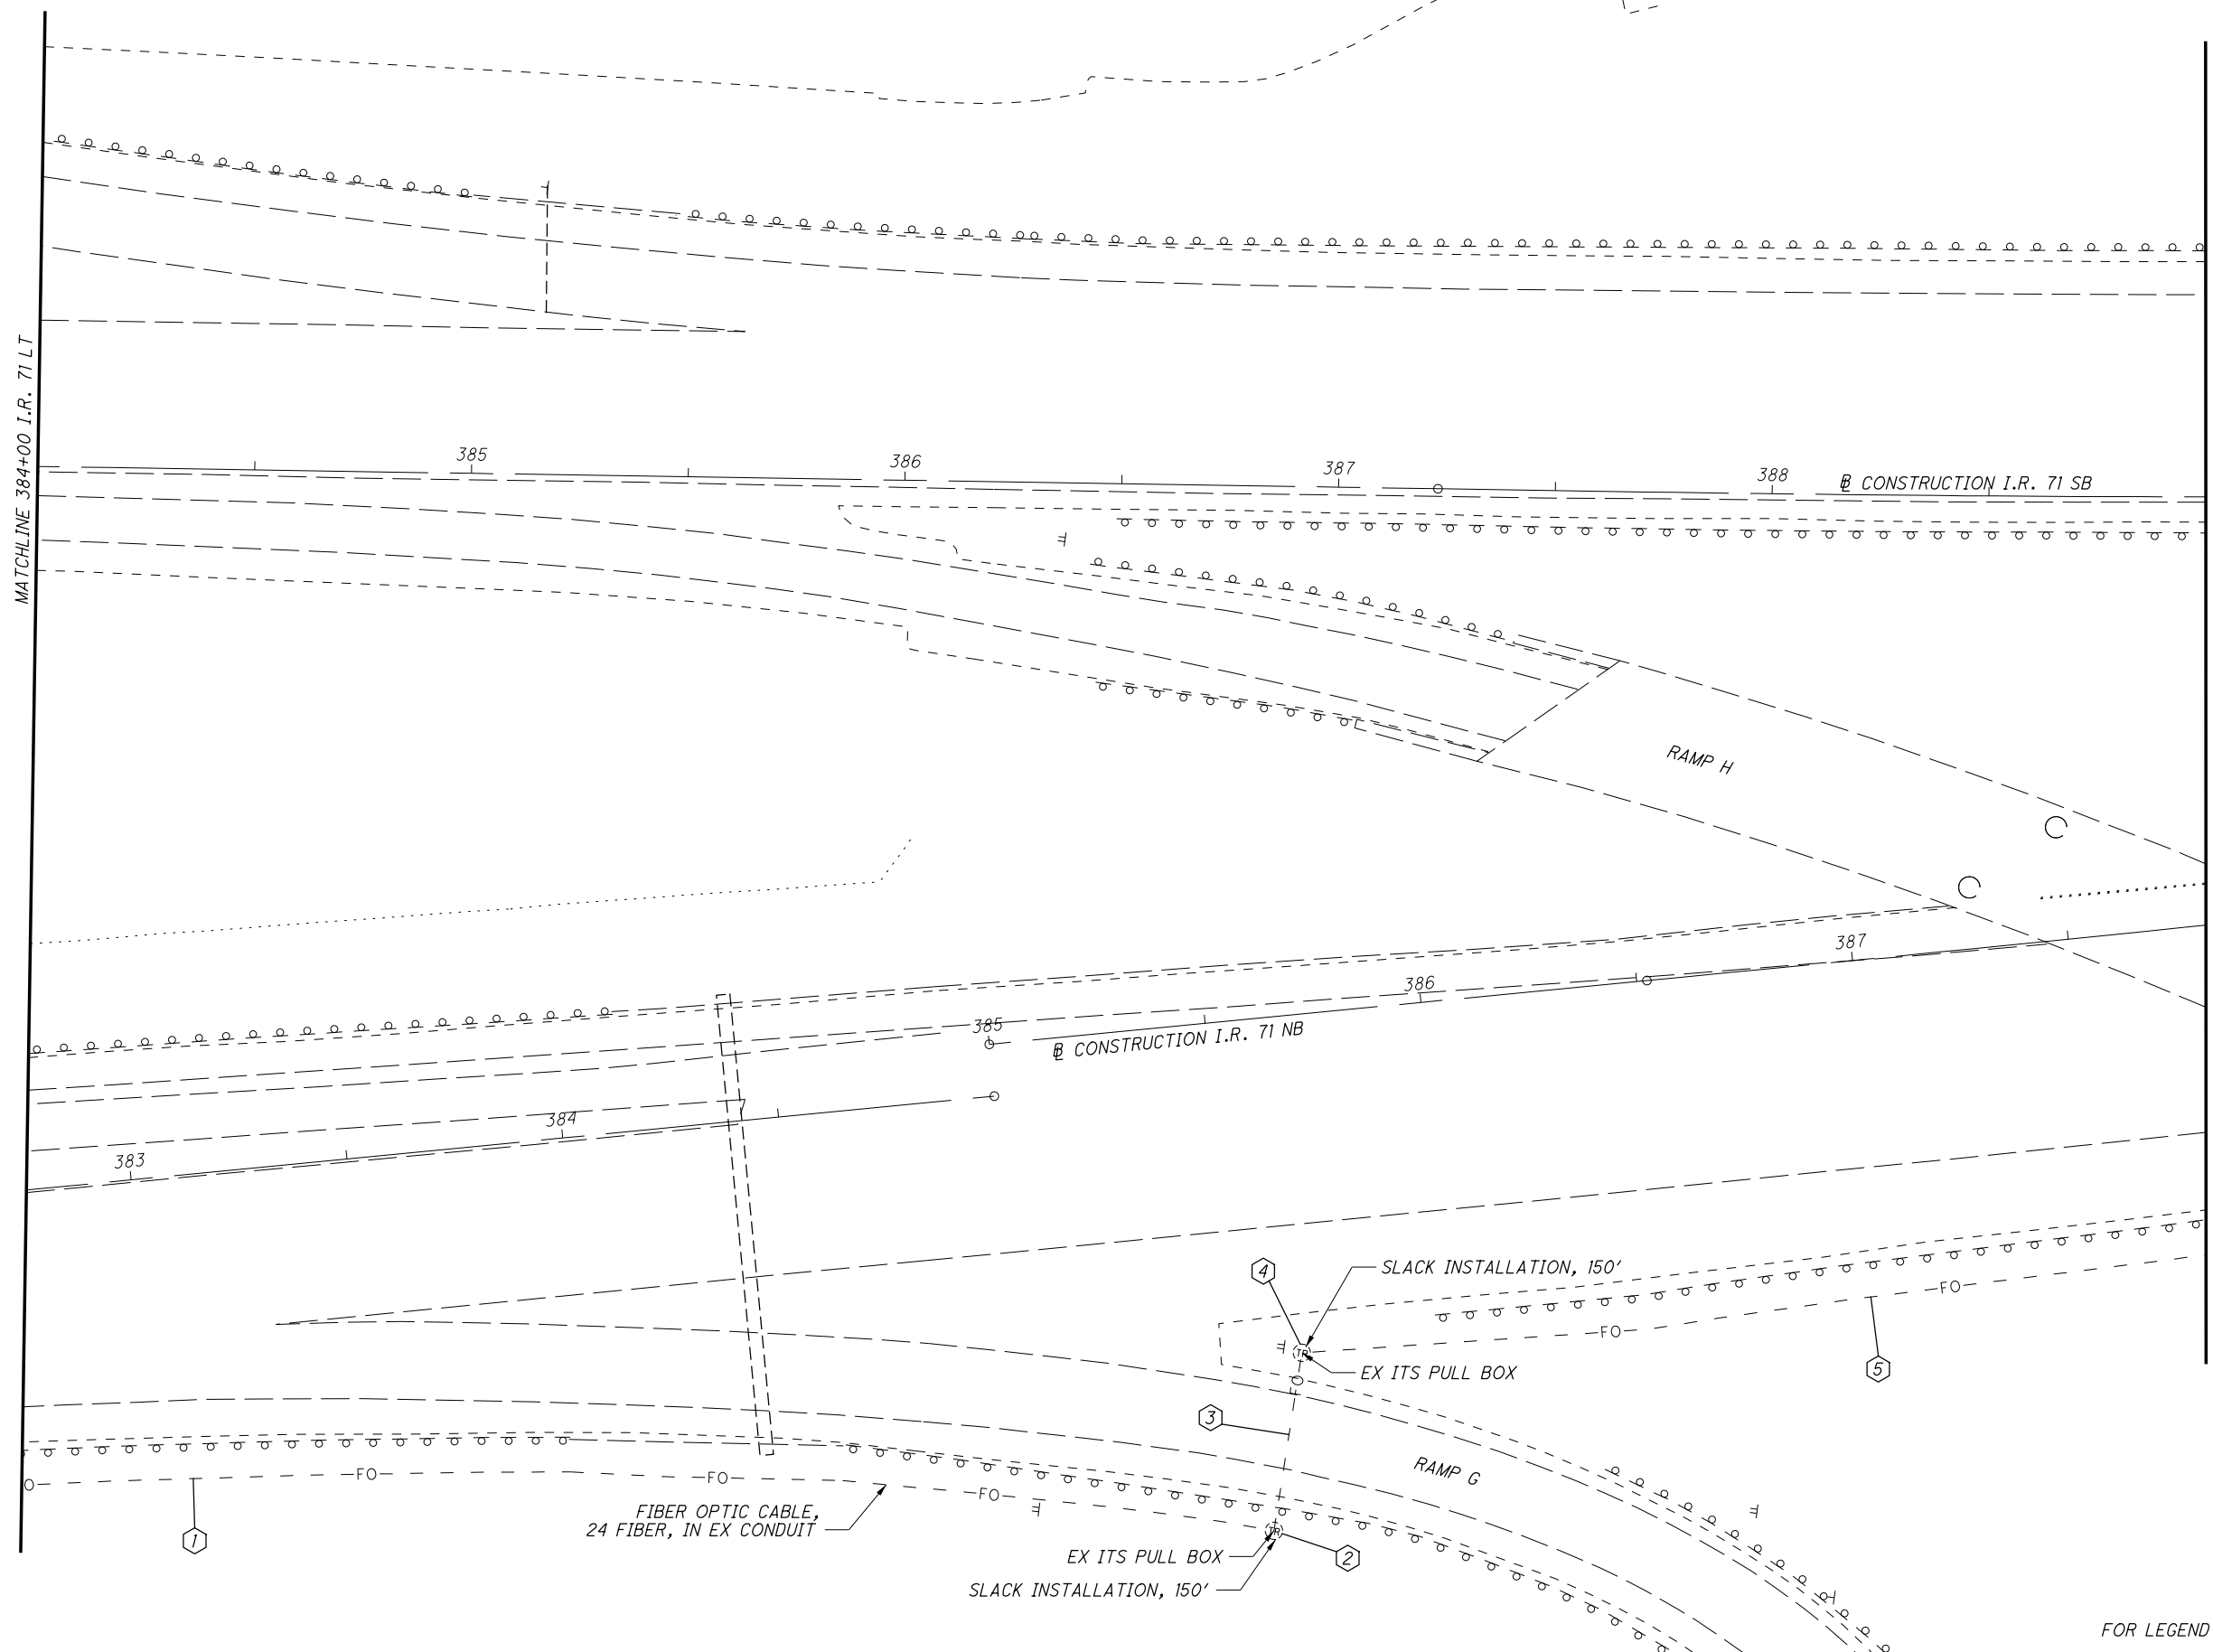 MATCHLINE 384+00 I.R. 71 LT
385
386
387
388
℄ CONSTRUCTION I.R. 71 SB
RAMP H
387
386
385
℄ CONSTRUCTION I.R. 71 NB
384
383
4
SLACK INSTALLATION, 150'
FO
FO
TR
EX ITS PULL BOX
5
3
RAMP G
FO
FO
FO
1
FIBER OPTIC CABLE,
24 FIBER, IN EX CONDUIT
TR
EX ITS PULL BOX
2
SLACK INSTALLATION, 150'
FOR LEGEND